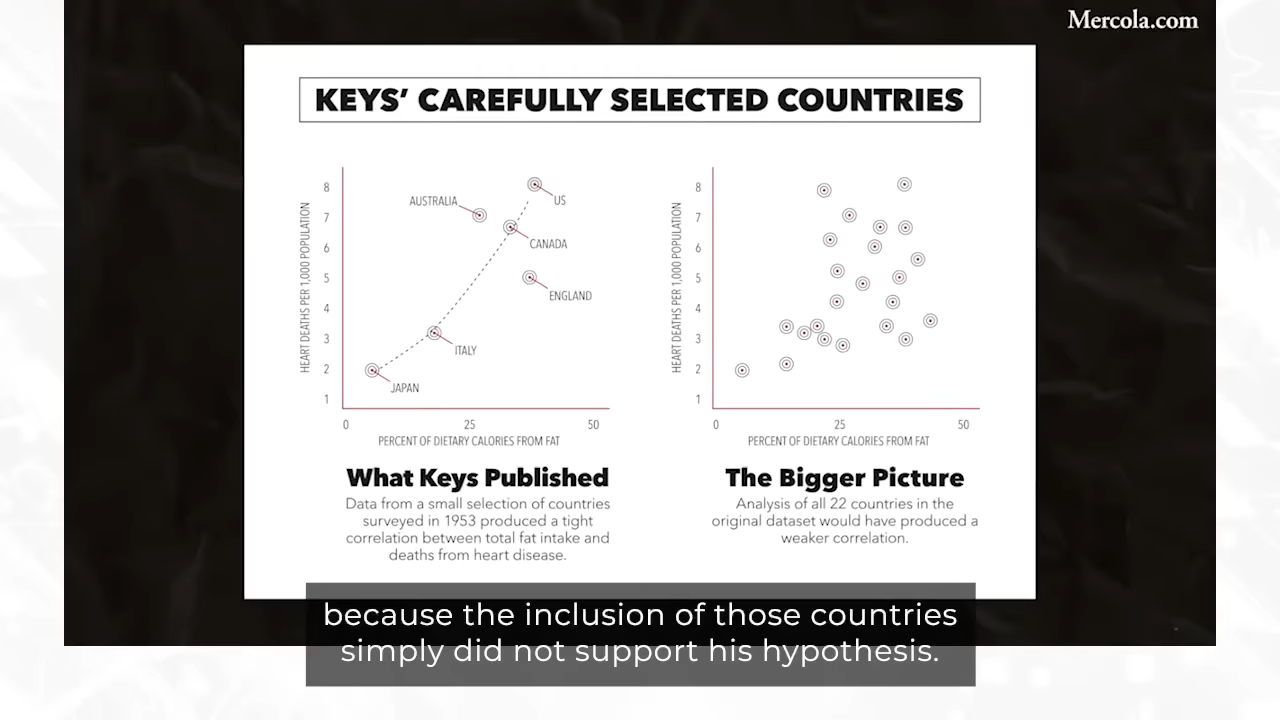 Mercola.com
KEYS' CAREFULLY SELECTED COUNTRIES
HEART DEATHS PER 1,000 POPULATION
8
7
6
5
4
3
2
1
AUSTRALIA
US
CANADA
ENGLAND
ITALY
JAPAN
0
25
50
PERCENT OF DIETARY CALORIES FROM FAT
What Keys Published
Data from a small selection of countries
surveyed in 1953 produced a tight
correlation between total fat intake and
deaths from heart disease.
HEART DEATHS PER 1,000 POPULATION
8
7
6
5
4
3
2
1
0
25
50
PERCENT OF DIETARY CALORIES FROM FAT
The Bigger Picture
Analysis of all 22 countries in the
original dataset would have produced a
weaker correlation.
because the inclusion of those countries
simply did not support his hypothesis.